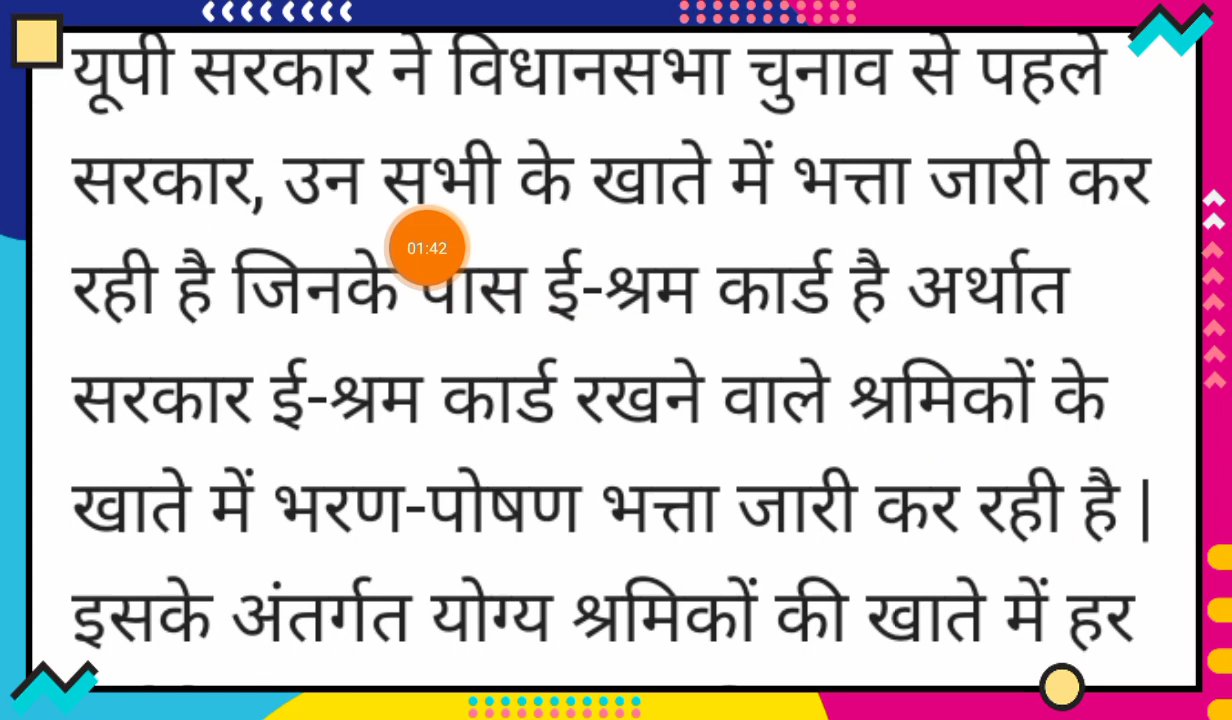 यूपी सरकार ने विधानसभा चुनाव से पहले
सरकार, उन सभी के खाते में भत्ता जारी कर
01:42
रही है जिनके पास ई-श्रम कार्ड है अर्थात
सरकार ई-श्रम कार्ड रखने वाले श्रमिकों के
खाते में भरण-पोषण भत्ता जारी कर रही है |
इसके अंतर्गत योग्य श्रमिकों की खाते में हर